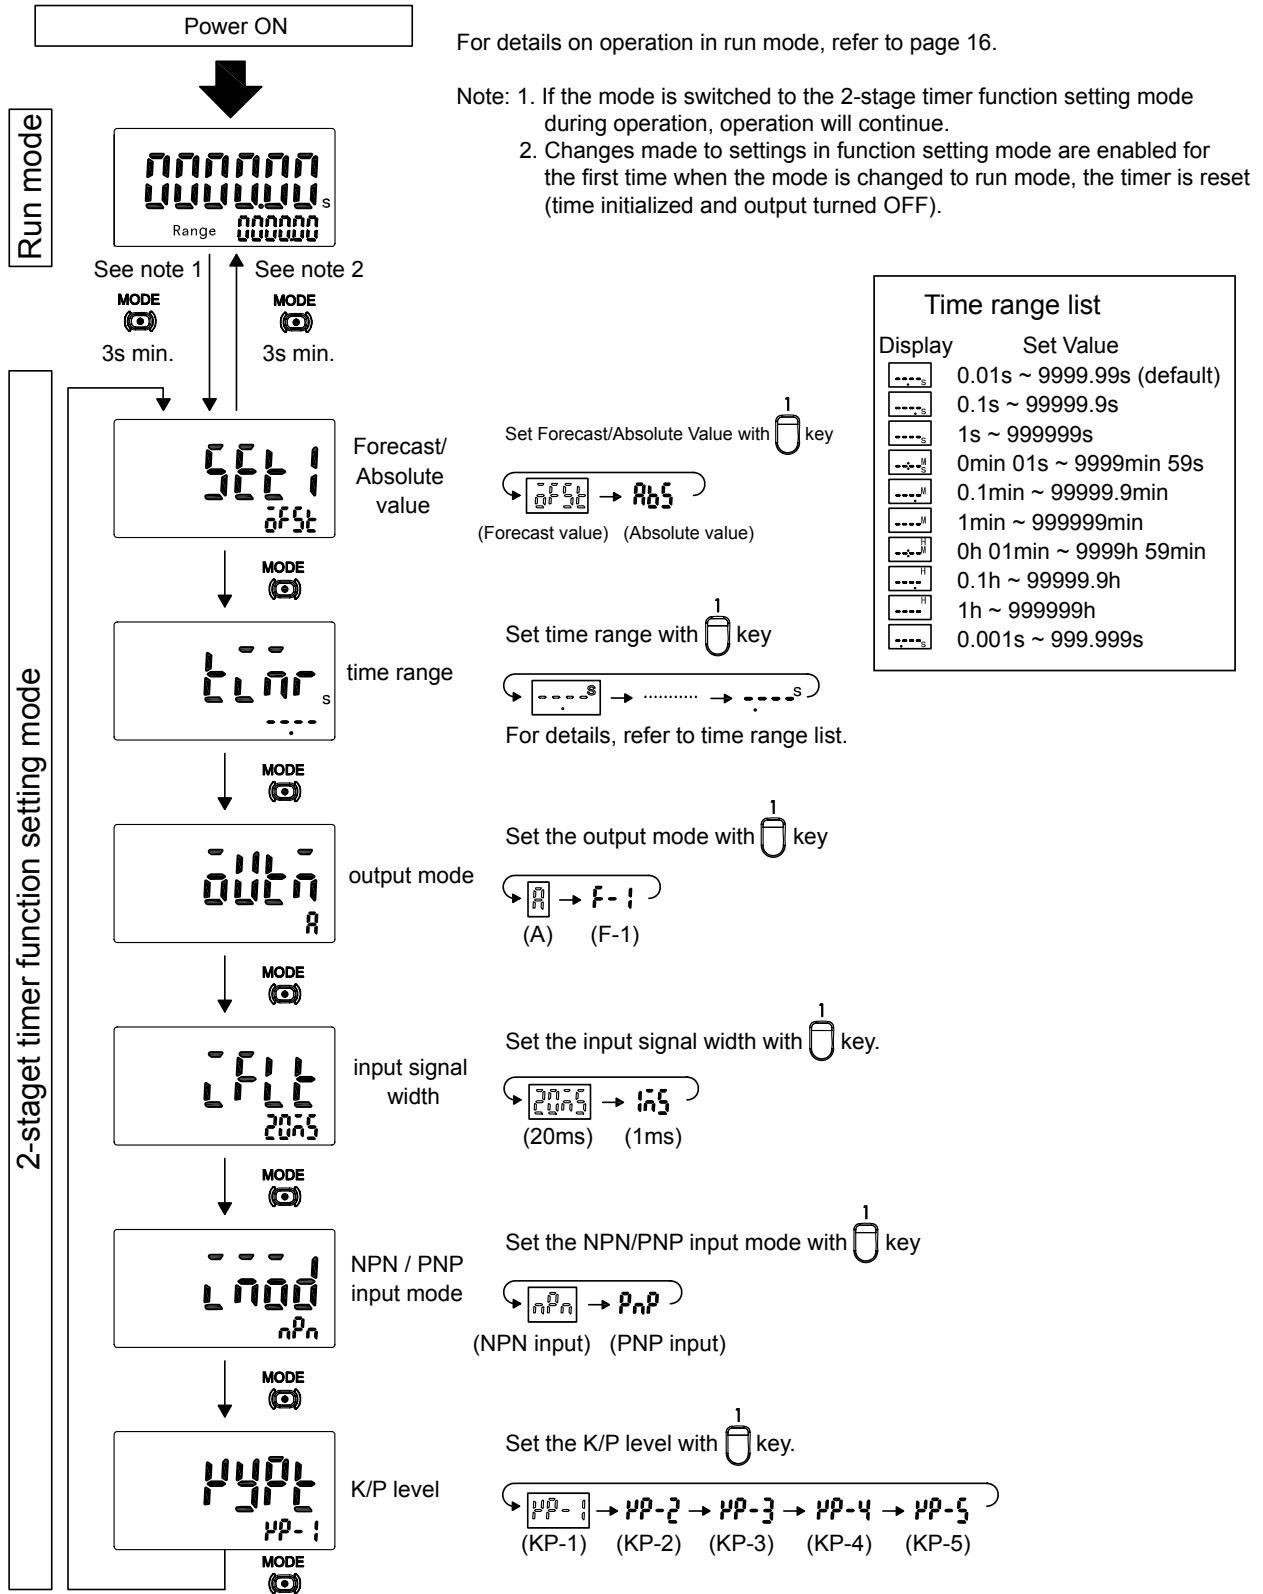 Power ON
For details on operation in run mode, refer to page 16.
Note: 1. If the mode is switched to the 2-stage timer function setting mode
during operation, operation will continue.
2. Changes made to settings in function setting mode are enabled for
the first time when the mode is changed to run mode, the timer is reset
(time initialized and output turned OFF).
Run mode
0000.00 s
Range 0000.00
See note 1 See note 2
MODE MODE
3s min. 3s min.
Time range list
Display Set Value
----s 0.01s ~ 9999.99s (default)
----s 0.1s ~ 99999.9s
----s 1s ~ 999999s
----M S 0min 01s ~ 9999min 59s
----M 0.1min ~ 99999.9min
----M 1min ~ 999999min
----H M 0h 01min ~ 9999h 59min
----H 0.1h ~ 99999.9h
----H 1h ~ 999999h
----s 0.001s ~ 999.999s
2-staget timer function setting mode
SEt1
oFSt
Forecast/
Absolute
value
1
Set Forecast/Absolute Value with key
oFSt → AbS
(Forecast value) (Absolute value)
MODE
timr s
----
time range
1
Set time range with key
----s → ··········· → ----s
For details, refer to time range list.
MODE
outm
A
output mode
1
Set the output mode with key
A → F-1
(A) (F-1)
MODE
iFLt
20mS
input signal
width
1
Set the input signal width with key.
20mS → 1mS
(20ms) (1ms)
MODE
imod
nPn
NPN / PNP
input mode
1
Set the NPN/PNP input mode with key
nPn → PnP
(NPN input) (PNP input)
MODE
KyPt
KP-1
K/P level
1
Set the K/P level with key.
KP-1 → KP-2 → KP-3 → KP-4 → KP-5
(KP-1) (KP-2) (KP-3) (KP-4) (KP-5)
MODE